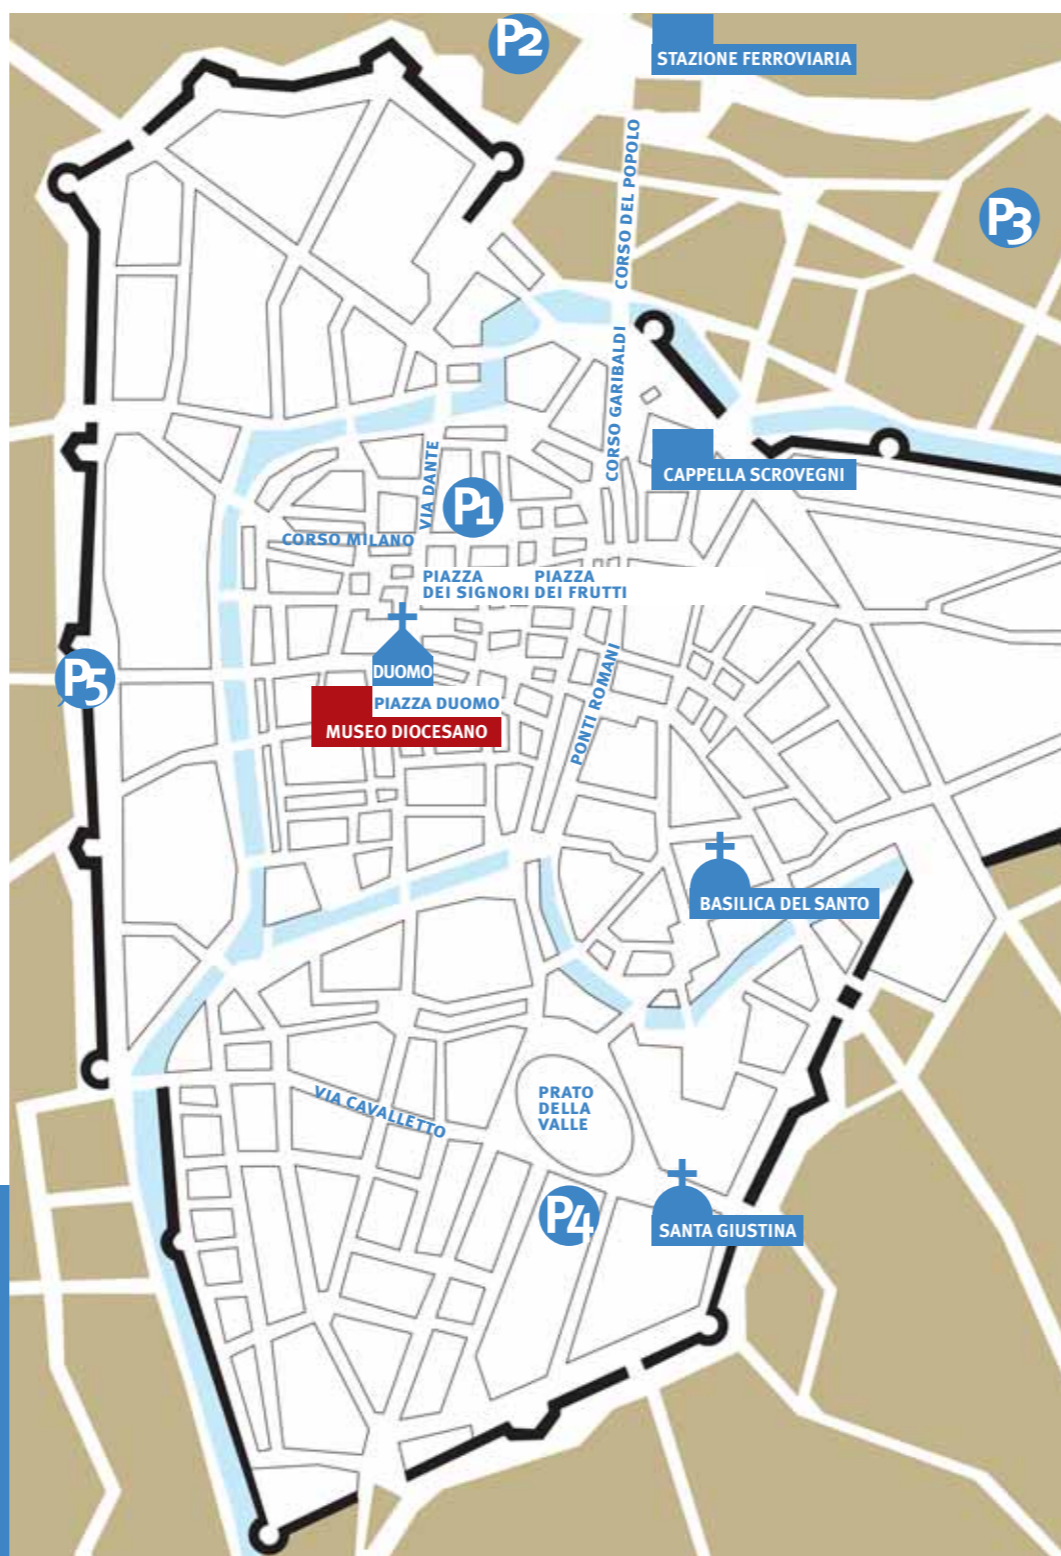 P2
STAZIONE FERROVIARIA
CORSO DEL POPOLO
P3
CORSO GARIBALDI
CAPPELLA SCROVEGNI
VIA DANTE
P1
CORSO MILANO
PIAZZA
DEI SIGNORI
PIAZZA
DEI FRUTTI
P5
DUOMO
PIAZZA DUOMO
MUSEO DIOCESANO
PONTI ROMANI
BASILICA DEL SANTO
VIA CAVALLETTO
PRATO
DELLA
VALLE
P4
SANTA GIUSTINA